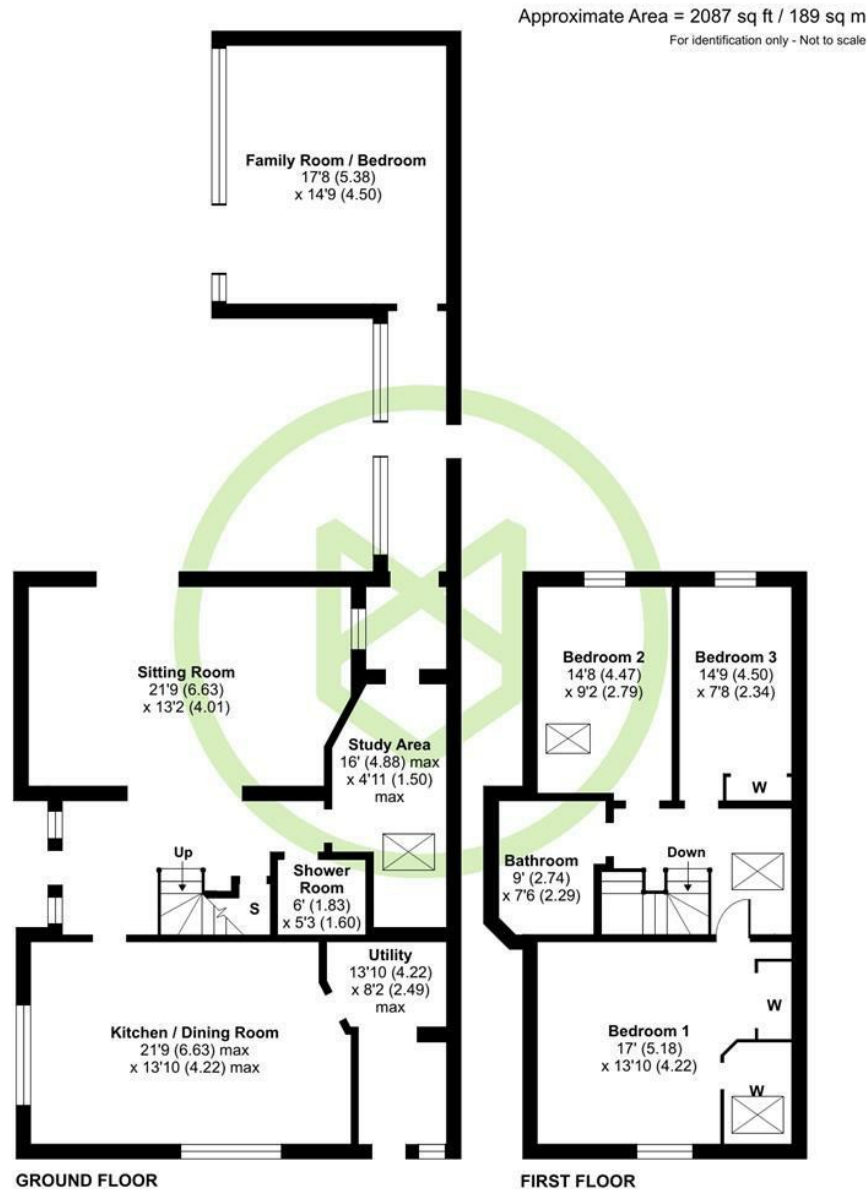 Approximate Area = 2087 sq ft / 189 sq m
For identification only - Not to scale
Family Room / Bedroom
17'8 (5.38)
x 14'9 (4.50)
Sitting Room
21'9 (6.63)
x 13'2 (4.01)
Study Area
16' (4.88) max
x 4'11 (1.50)
max
Up
S
Shower
Room
6' (1.83)
x 5'3 (1.60)
Utility
13'10 (4.22)
x 8'2 (2.49)
max
Kitchen / Dining Room
21'9 (6.63) max
x 13'10 (4.22) max
GROUND FLOOR
Bedroom 2
14'8 (4.47)
x 9'2 (2.79)
Bedroom 3
14'9 (4.50)
x 7'8 (2.34)
W
Bathroom
9' (2.74)
x 7'6 (2.29)
Down
Bedroom 1
17' (5.18)
x 13'10 (4.22)
W
W
FIRST FLOOR